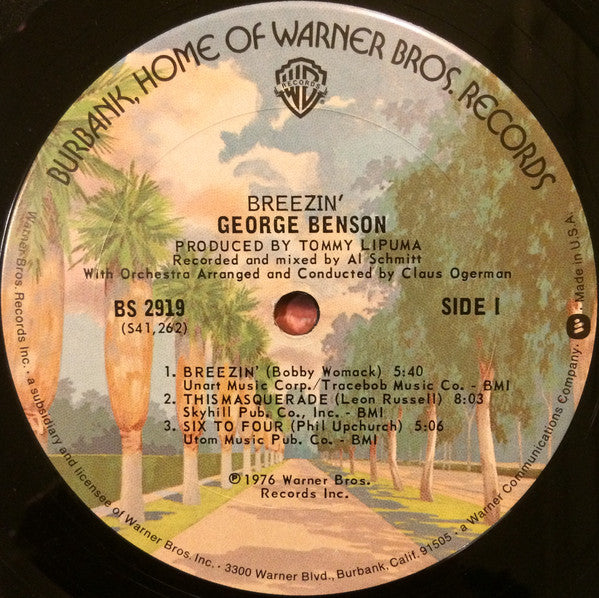 BURBANK, HOME OF WARNER BROS. RECORDS
WB
RECORDS
BREEZIN'
GEORGE BENSON
PRODUCED BY TOMMY LIPUMA
Recorded and mixed by Al Schmitt
With Orchestra Arranged and Conducted by Claus Ogerman
BS 2919
(S41,262)
SIDE 1
1. BREEZIN' (Bobby Womack) 5:40
Unart Music Corp./Tracebob Music Co. - BMI
2. THIS MASQUERADE (Leon Russell) 8:03
Skyhill Pub. Co., Inc. - BMI
3. SIX TO FOUR (Phil Upchurch) 5:06
Utom Music Pub. Co. - BMI
℗1976 Warner Bros.
Records Inc.
Warner Bros. Records Inc. · a subsidiary and licensee of Warner Bros. Inc. · 3300 Warner Blvd., Burbank, Calif. 91505 · a Warner Communications Company · Made in U.S.A.